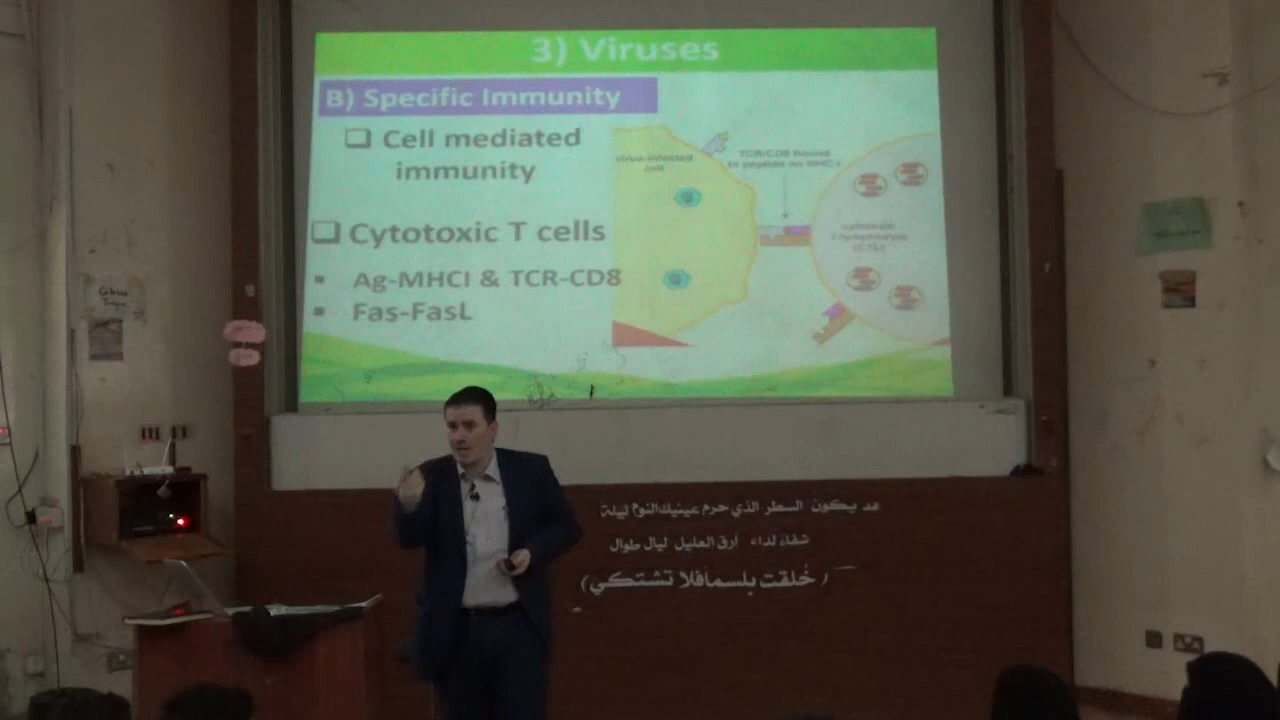 3) Viruses
B) Specific Immunity
❑ Cell mediated
immunity
❑ Cytotoxic T cells
▪ Ag-MHCI & TCR-CD8
▪ Fas-FasL
Virus-infected
cell
TCR/CD8 bound
to peptide on MHC-I
cytotoxic
T-lymphocyte
(CTL)
قد يكون السطر الذي حرم عينيك النوم ليلة
شفاءً لداء أرق العليل ليال طوال
(خُلقت بلسما فلا تشتكي)